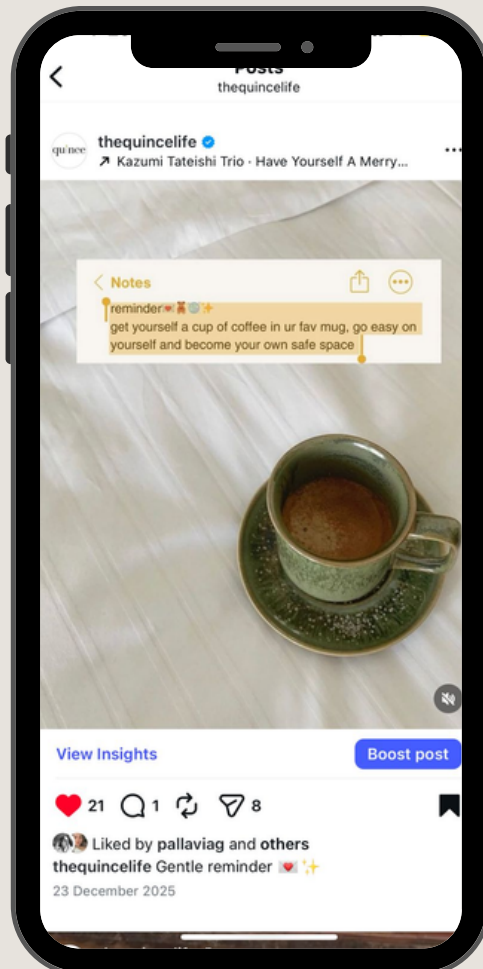 Posts
thequincelife
quince
thequincelife
Kazumi Tateishi Trio · Have Yourself A Merry...
Notes
reminder💌🧸🍵✨
get yourself a cup of coffee in ur fav mug, go easy on
yourself and become your own safe space
View Insights
Boost post
21 1 8
Liked by pallaviag and others
thequincelife Gentle reminder 💌✨
23 December 2025